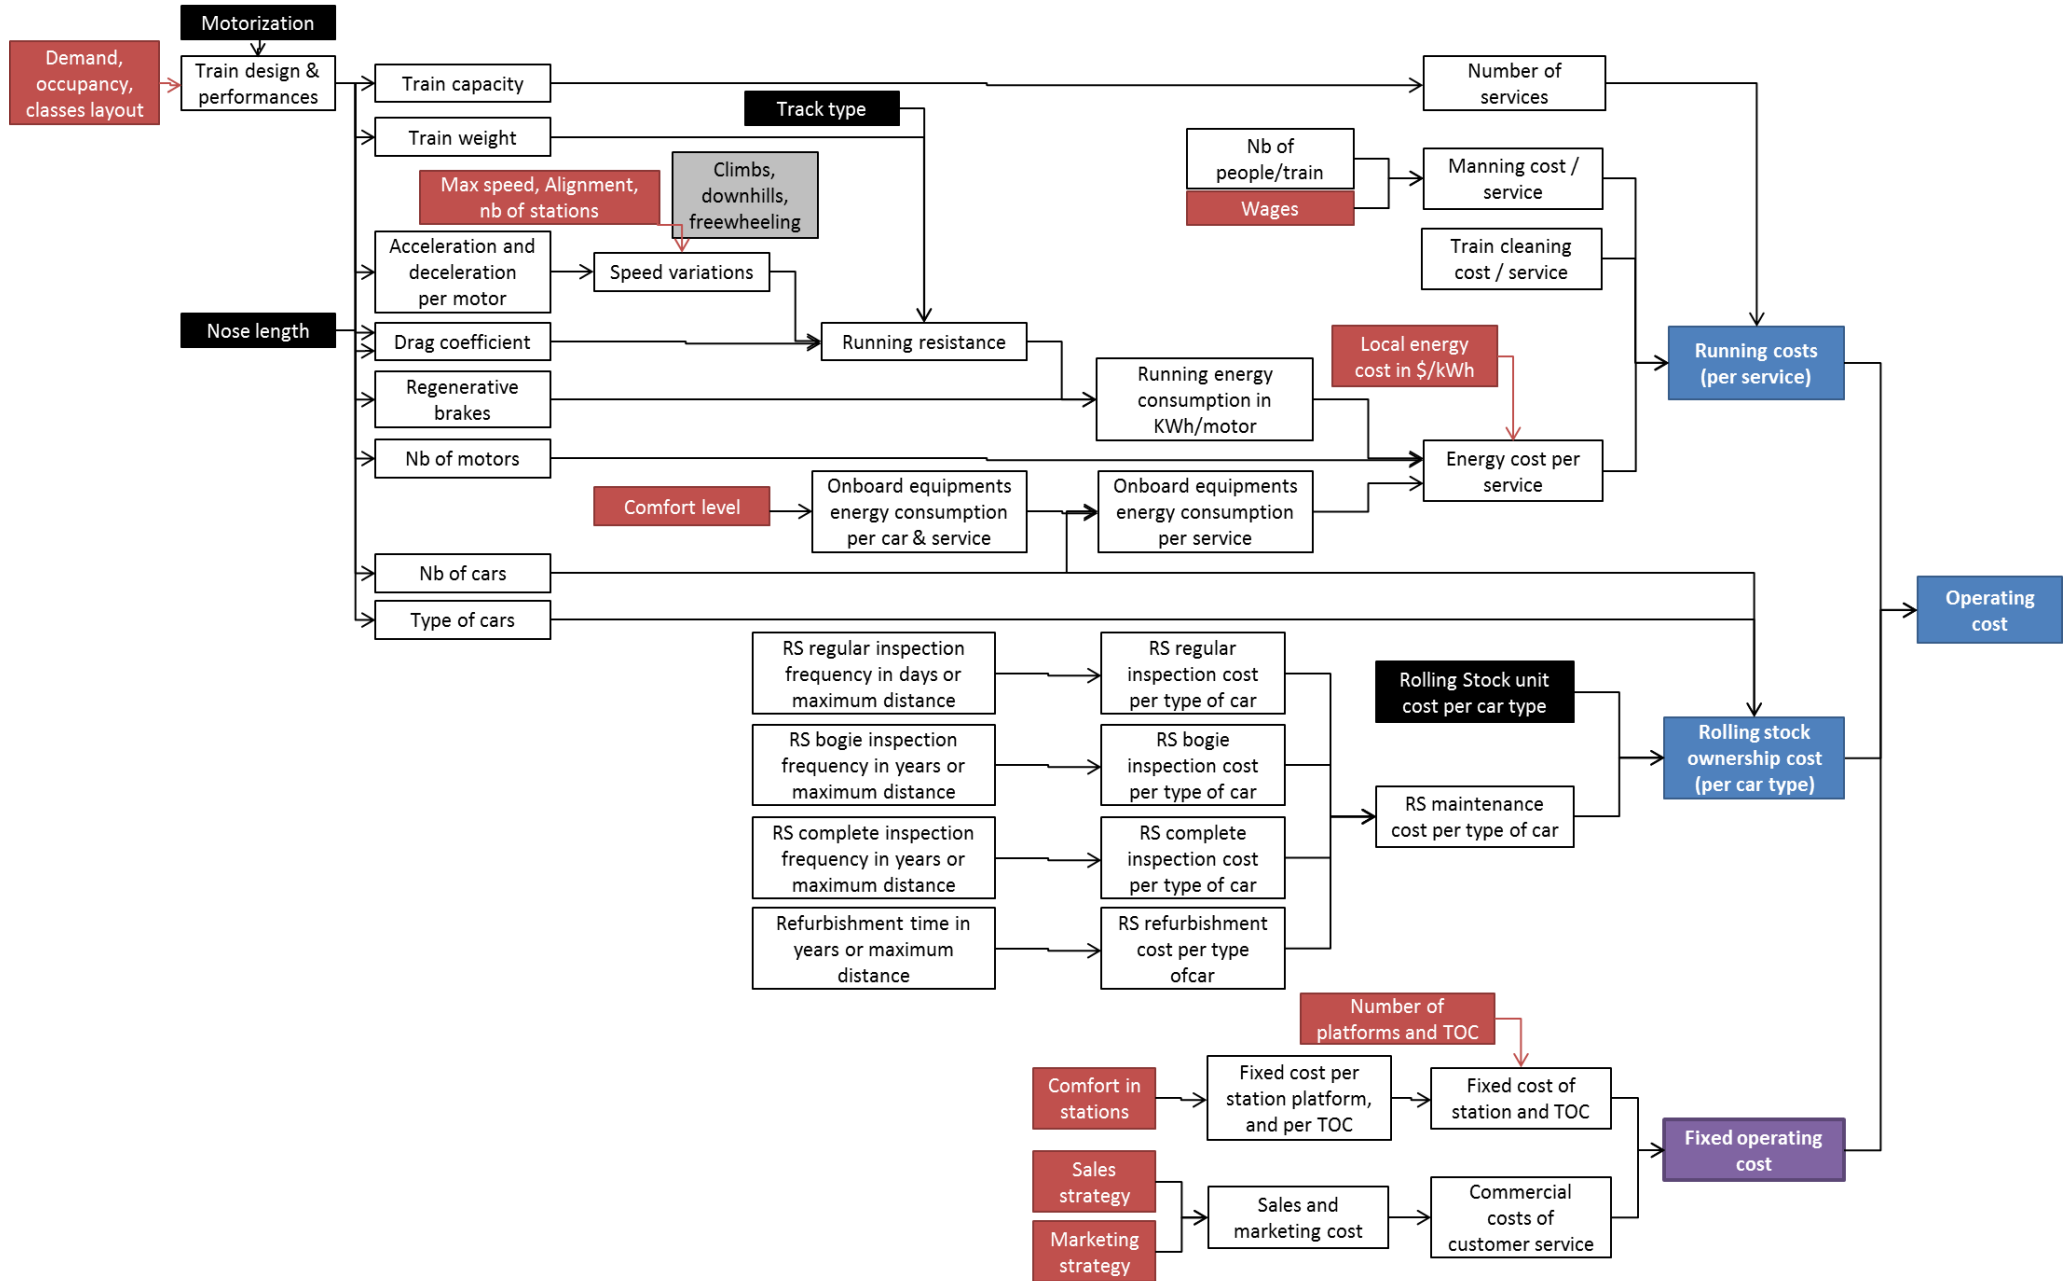 Motorization
Demand,
occupancy,
classes layout
Train design &
performances
Train capacity
Number of
services
Track type
Train weight
Nb of
people/train
Manning cost /
service
Climbs,
downhills,
freewheeling
Max speed, Alignment,
nb of stations
Wages
Acceleration and
deceleration
per motor
Speed variations
Train cleaning
cost / service
Nose length
Drag coefficient
Running resistance
Local energy
cost in $/kWh
Running costs
(per service)
Regenerative
brakes
Running energy
consumption in
KWh/motor
Nb of motors
Energy cost per
service
Comfort level
Onboard equipments
energy consumption
per car & service
Onboard equipments
energy consumption
per service
Nb of cars
Type of cars
Operating
cost
RS regular inspection
frequency in days or
maximum distance
RS regular
inspection cost
per type of car
Rolling Stock unit
cost per car type
RS bogie inspection
frequency in years or
maximum distance
RS bogie
inspection cost
per type of car
Rolling stock
ownership cost
(per car type)
RS complete inspection
frequency in years or
maximum distance
RS complete
inspection cost
per type of car
RS maintenance
cost per type of car
Refurbishment time in
years or maximum
distance
RS refurbishment
cost per type
ofcar
Number of
platforms and TOC
Comfort in
stations
Fixed cost per
station platform,
and per TOC
Fixed cost of
station and TOC
Fixed operating
cost
Sales
strategy
Marketing
strategy
Sales and
marketing cost
Commercial
costs of
customer service